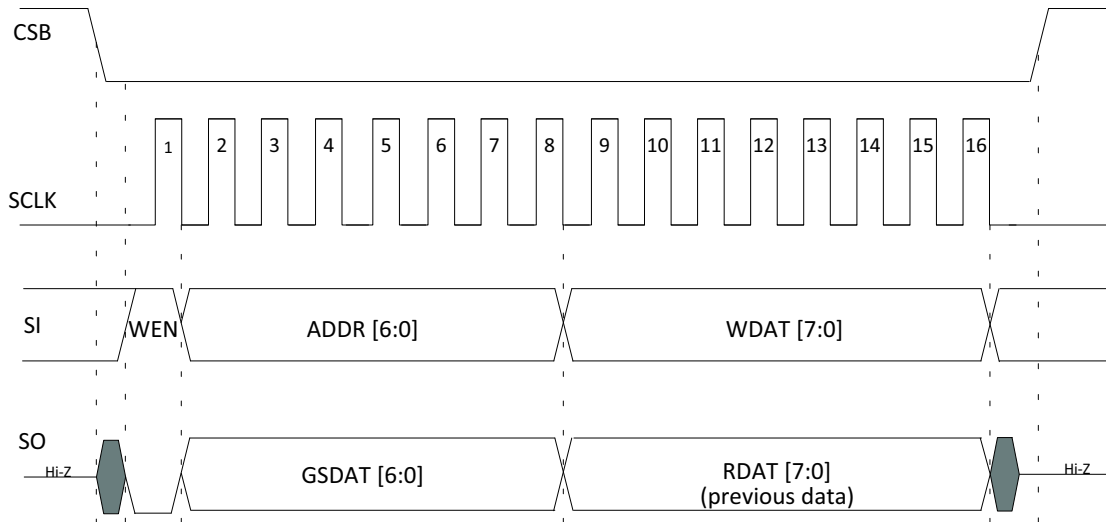 CSB
1 2 3 4 5 6 7 8 9 10 11 12 13 14 15 16
SCLK
SI
WEN
ADDR [6:0]
WDAT [7:0]
SO
Hi-Z
GSDAT [6:0]
RDAT [7:0]
(previous data)
Hi-Z